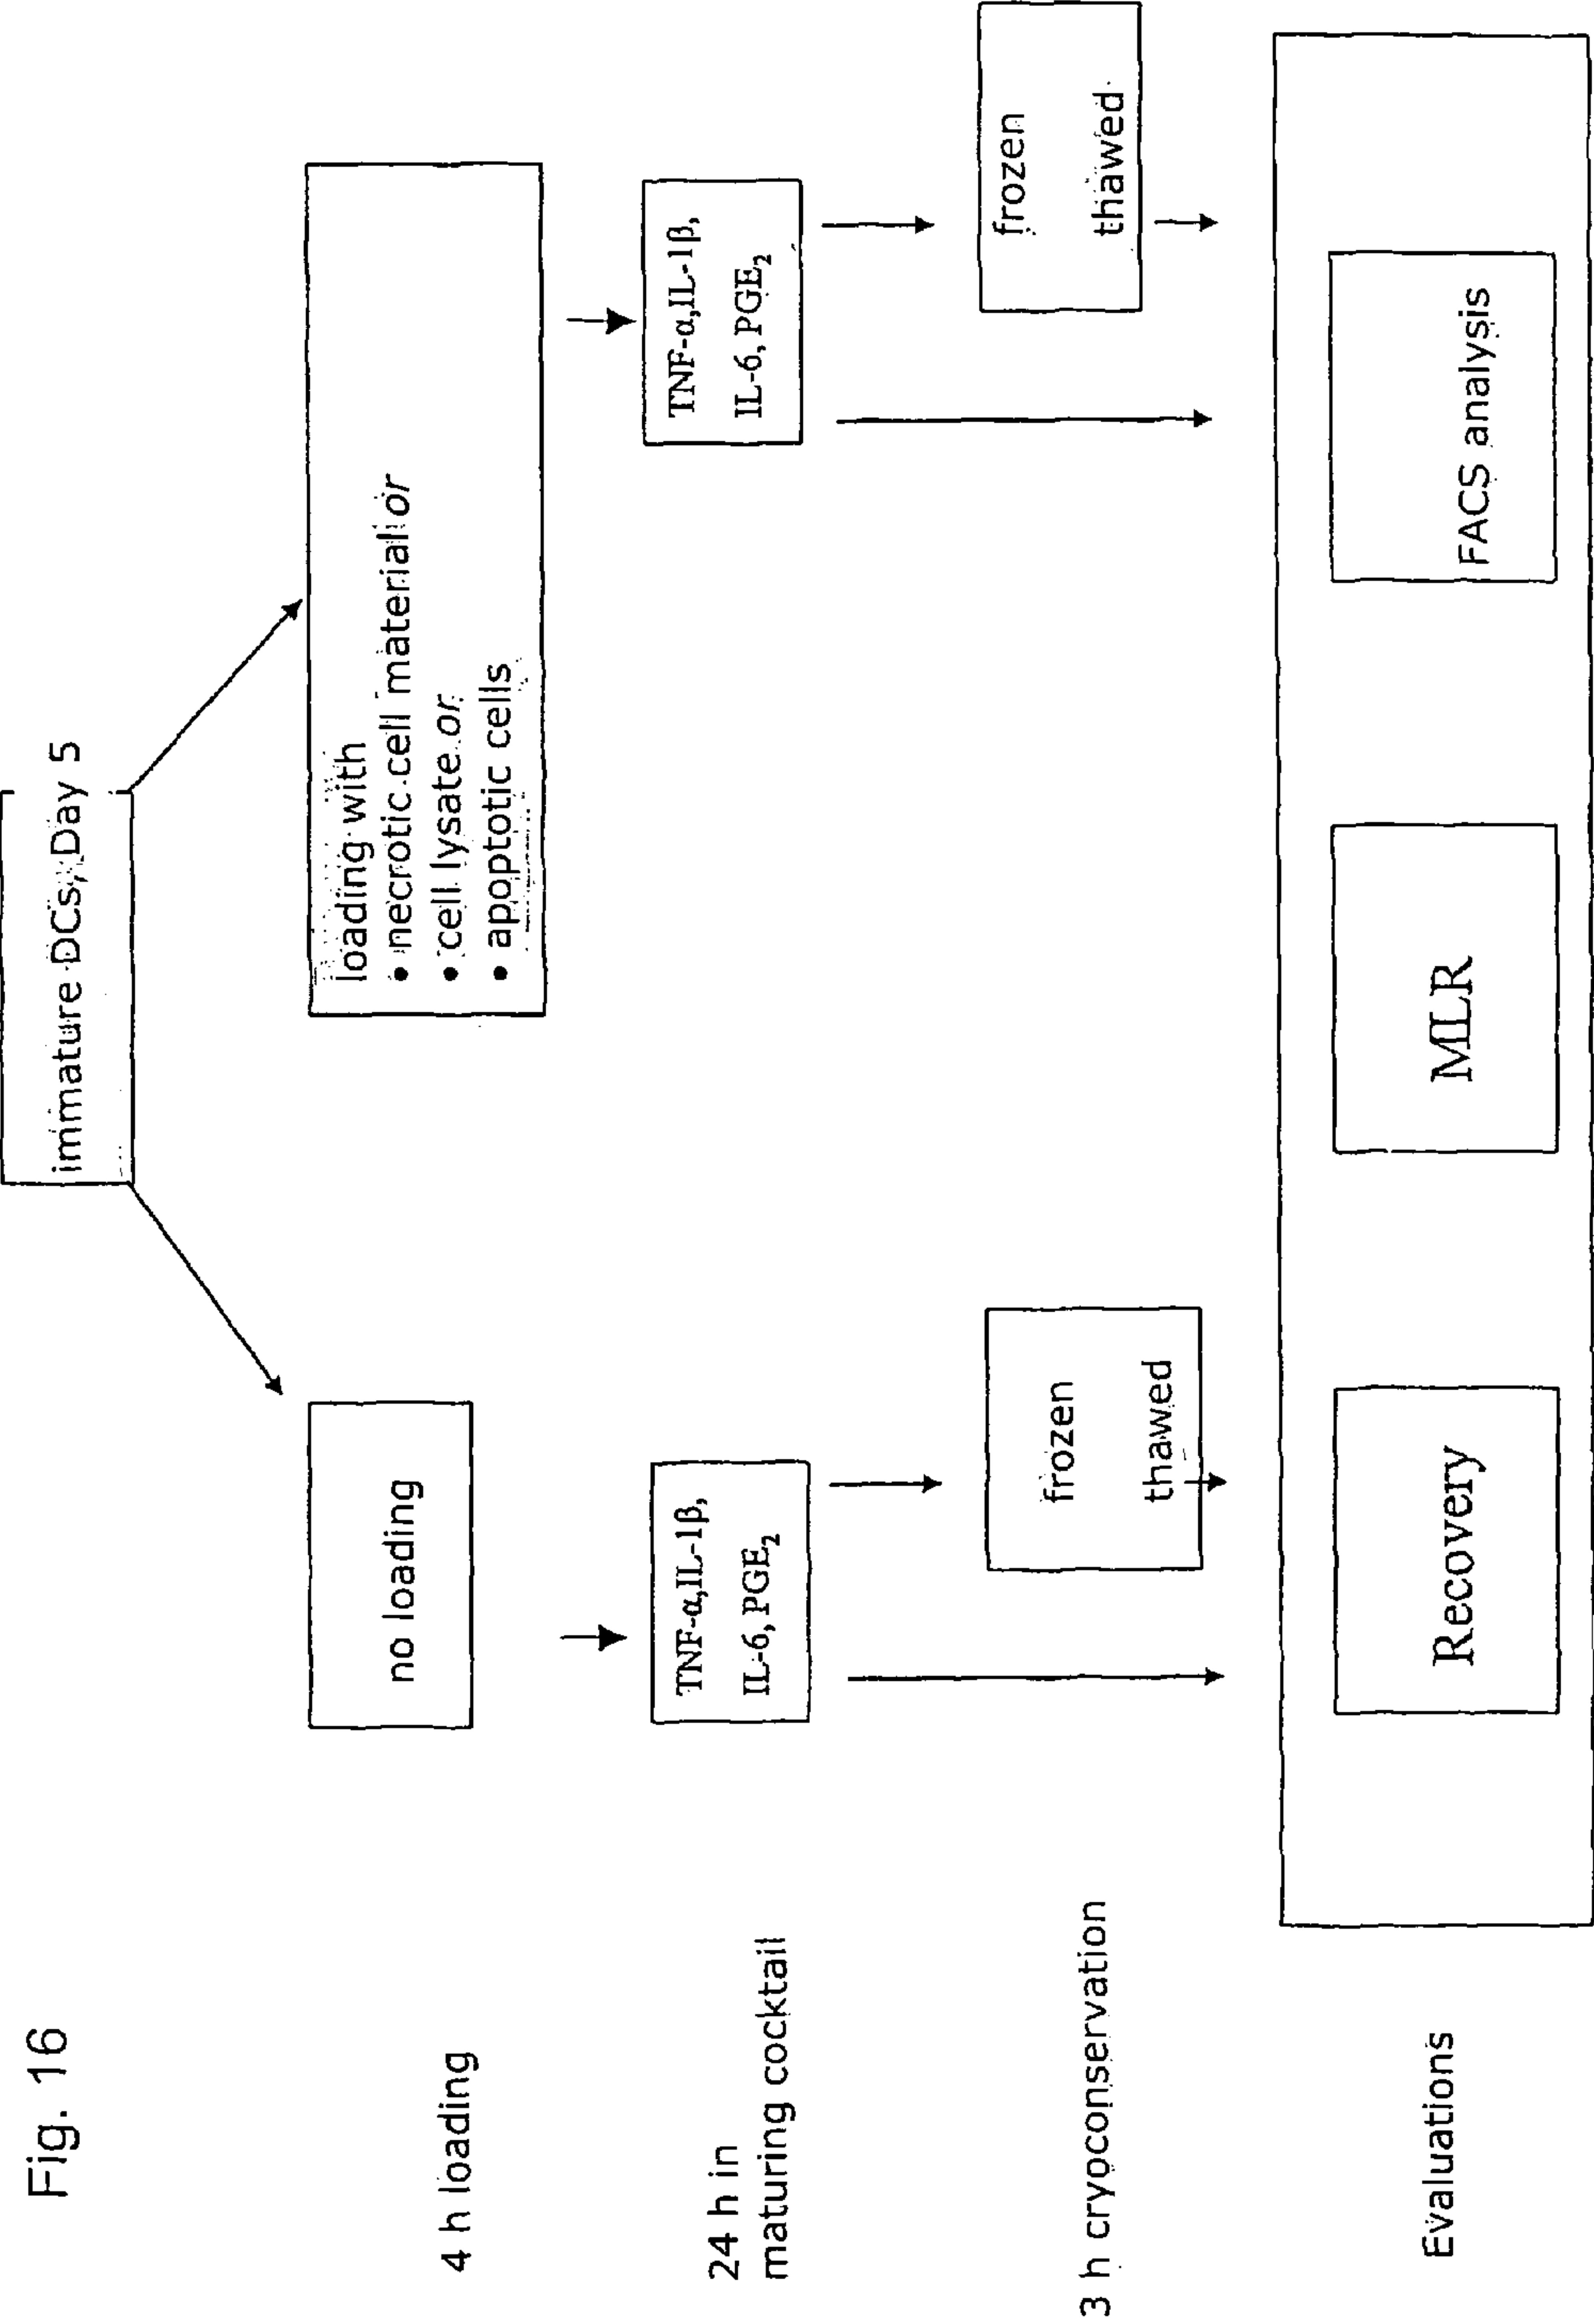 Fig. 16
immature DCs, Day 5
4 h loading
no loading
loading with
• necrotic cell material or
• cell lysate or
• apoptotic cells
24 h in
maturing cocktail
TNF-α,IL-1β,
IL-6, PGE₂
TNF-α,IL-1β,
IL-6, PGE₂
3 h cryoconservation
frozen
thawed
frozen
thawed
Evaluations
Recovery
MLR
FACS analysis